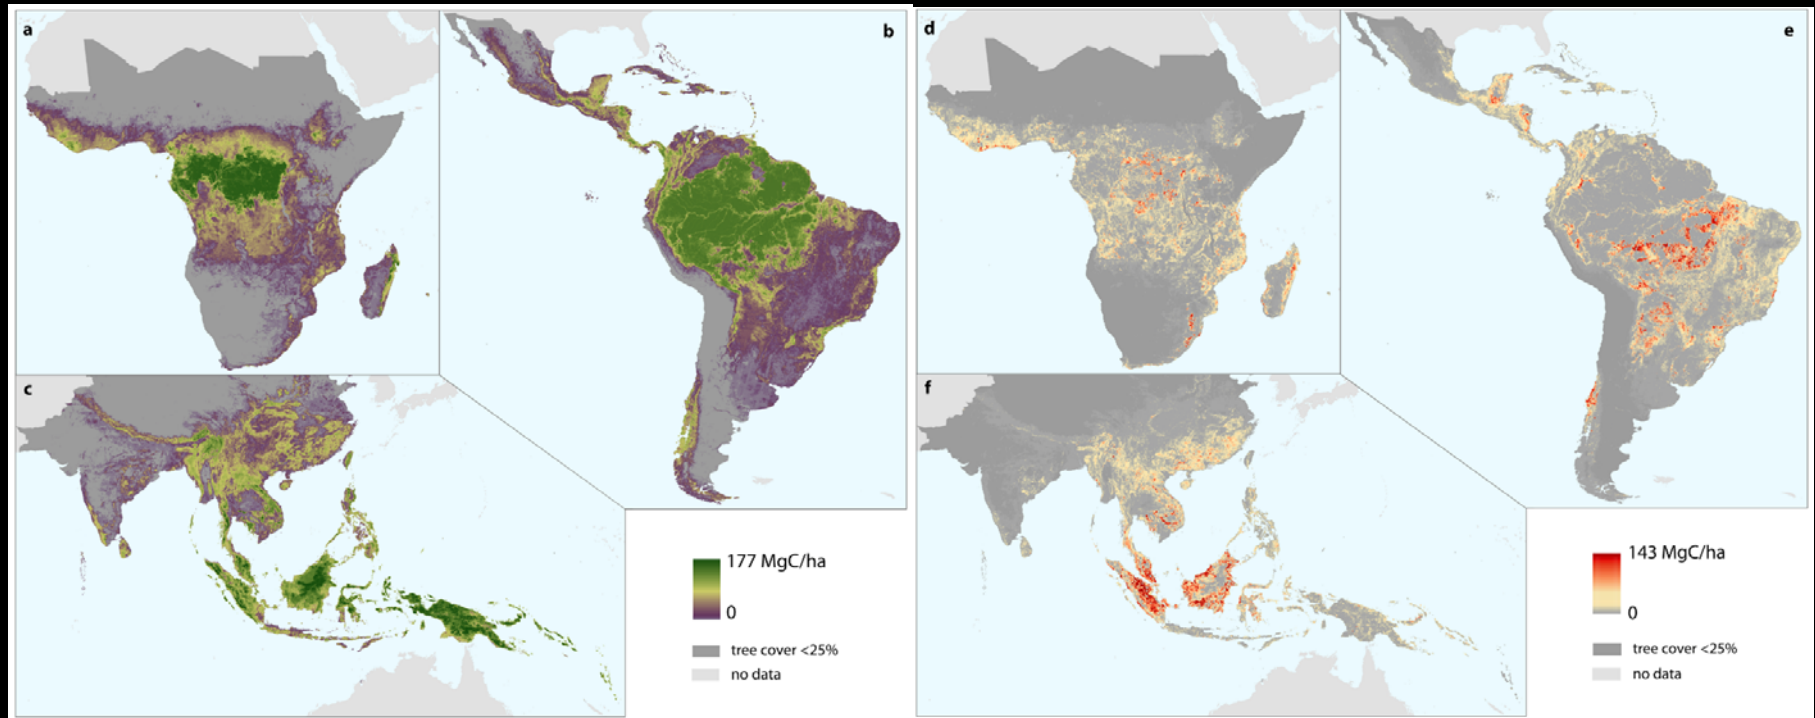 a
b
c
177 MgC/ha
0
tree cover <25%
no data
d
e
f
143 MgC/ha
0
tree cover <25%
no data